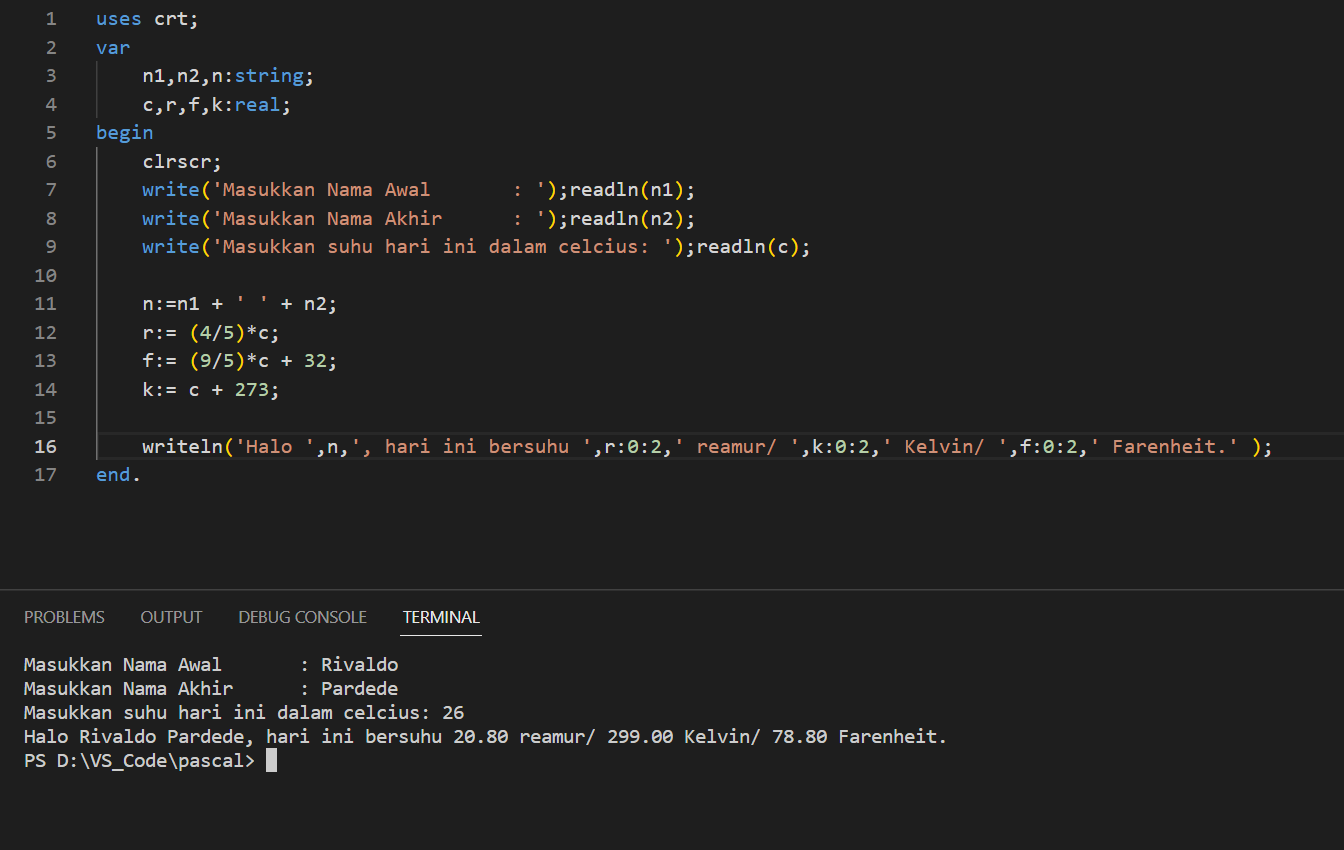 1 uses crt;
2 var
3     n1,n2,n:string;
4     c,r,f,k:real;
5 begin
6     clrscr;
7     write('Masukkan Nama Awal       : ');readln(n1);
8     write('Masukkan Nama Akhir      : ');readln(n2);
9     write('Masukkan suhu hari ini dalam celcius: ');readln(c);
10
11     n:=n1 + ' ' + n2;
12     r:= (4/5)*c;
13     f:= (9/5)*c + 32;
14     k:= c + 273;
15
16     writeln('Halo ',n,', hari ini bersuhu ',r:0:2,' reamur/ ',k:0:2,' Kelvin/ ',f:0:2,' Farenheit.' );
17 end.
PROBLEMS OUTPUT DEBUG CONSOLE TERMINAL
Masukkan Nama Awal       : Rivaldo
Masukkan Nama Akhir      : Pardede
Masukkan suhu hari ini dalam celcius: 26
Halo Rivaldo Pardede, hari ini bersuhu 20.80 reamur/ 299.00 Kelvin/ 78.80 Farenheit.
PS D:\VS_Code\pascal>